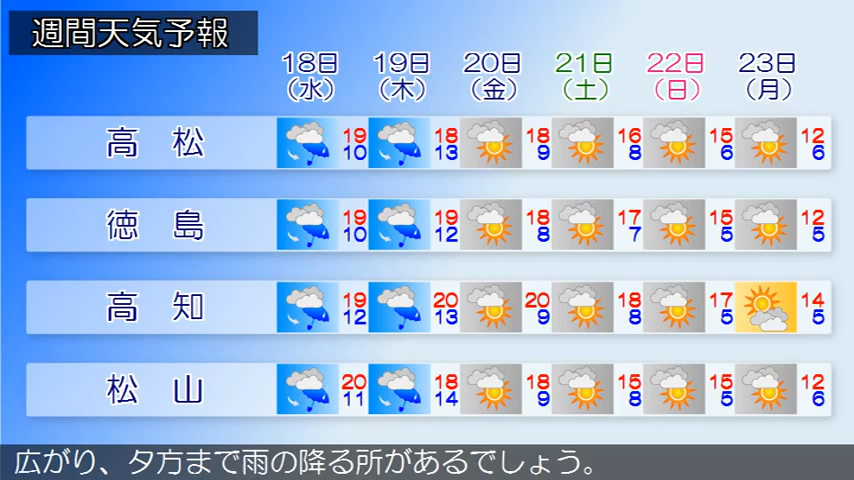 週間天気予報
18日 19日 20日 21日 22日 23日
（水） （木） （金） （土） （日） （月）
高松 19 10 18 13 18 9 16 8 15 6 12 6
徳島 19 10 19 12 18 8 17 7 15 5 12 5
高知 19 12 20 13 20 9 18 8 17 5 14 5
松山 20 11 18 14 18 9 15 8 15 5 12 6
広がり、夕方まで雨の降る所があるでしょう。